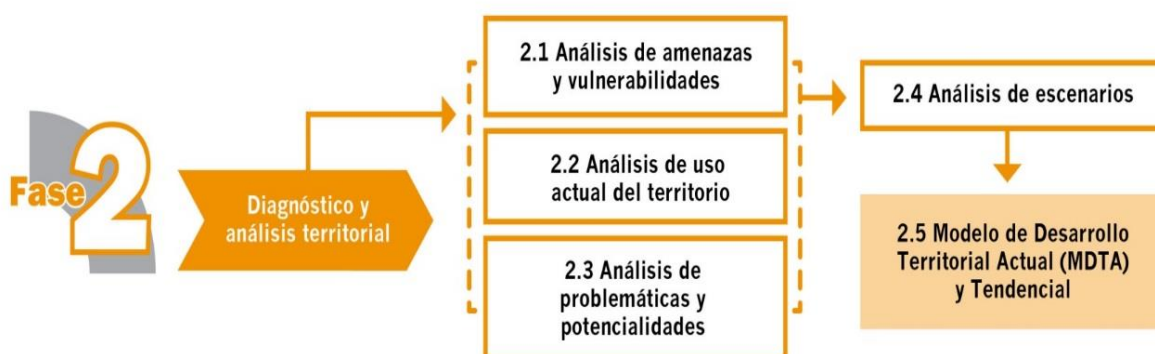 Fase 2
Diagnóstico y
análisis territorial
2.1 Análisis de amenazas
y vulnerabilidades
2.2 Análisis de uso
actual del territorio
2.3 Análisis de
problemáticas y
potencialidades
2.4 Análisis de escenarios
2.5 Modelo de Desarrollo
Territorial Actual (MDTA)
y Tendencial